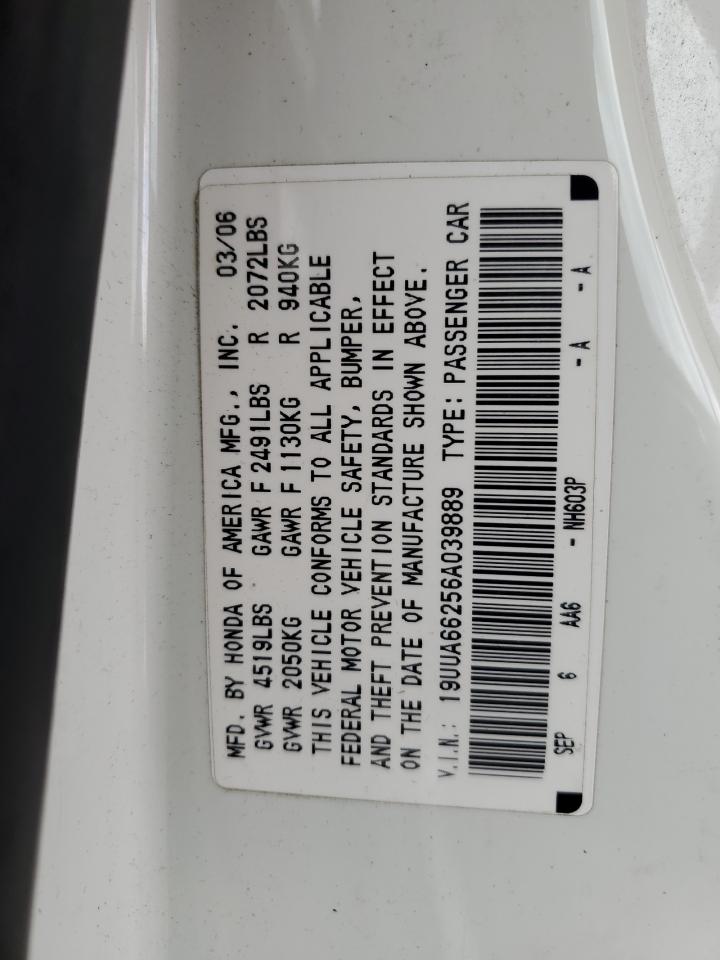 MFD. BY HONDA OF AMERICA MFG., INC. 03/06
GVWR 4519LBS GAWR F 2491LBS R 2072LBS
GVWR 2050KG GAWR F 1130KG R 940KG
THIS VEHICLE CONFORMS TO ALL APPLICABLE
FEDERAL MOTOR VEHICLE SAFETY, BUMPER,
AND THEFT PREVENTION STANDARDS IN EFFECT
ON THE DATE OF MANUFACTURE SHOWN ABOVE.
V.I.N.: 19UUA66256A039889 TYPE: PASSENGER CAR
SEP 6 AA6 - NH603P - A - A